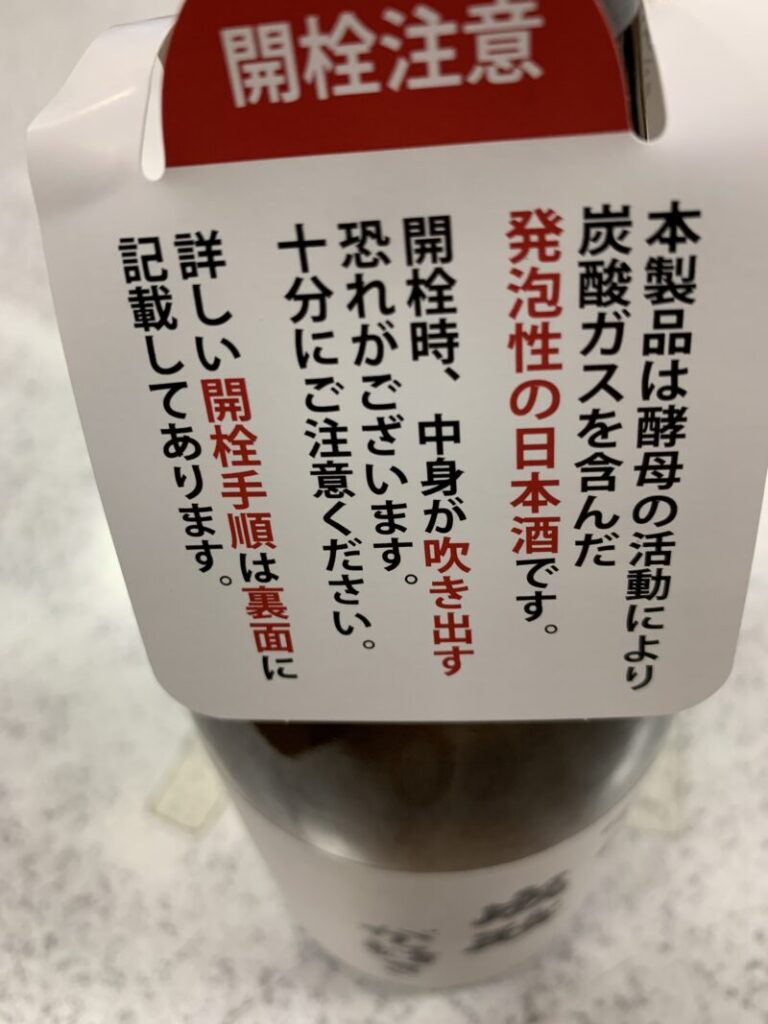 開栓注意
本製品は酵母の活動により
炭酸ガスを含んだ
発泡性の日本酒です。
開栓時、中身が吹き出す
恐れがございます。
十分にご注意ください。
詳しい開栓手順は裏面に
記載してあります。